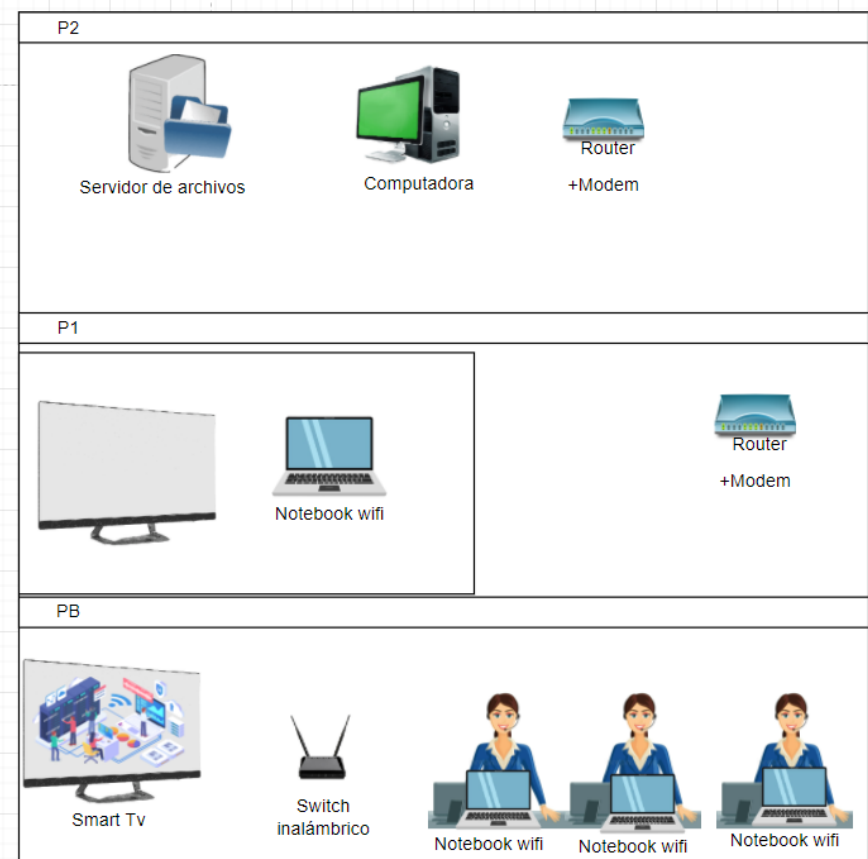 P2
Servidor de archivos
Computadora
Router
+Modem
P1
Notebook wifi
Router
+Modem
PB
Smart Tv
Switch
inalámbrico
Notebook wifi
Notebook wifi
Notebook wifi